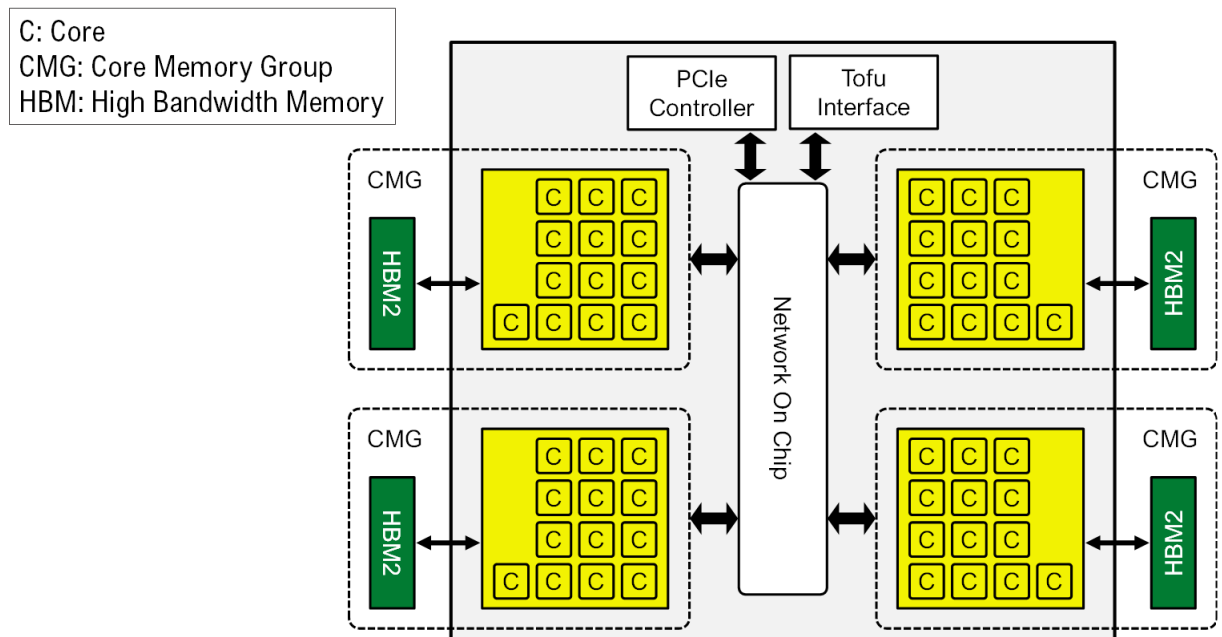 C: Core
CMG: Core Memory Group
HBM: High Bandwidth Memory
PCIe
Controller
Tofu
Interface
CMG
HBM2
C C C
C C C
C C C
C C C C
Network On Chip
C C C
C C C
C C C
C C C C
CMG
HBM2
CMG
HBM2
C C C
C C C
C C C
C C C C
C C C
C C C
C C C
C C C C
CMG
HBM2